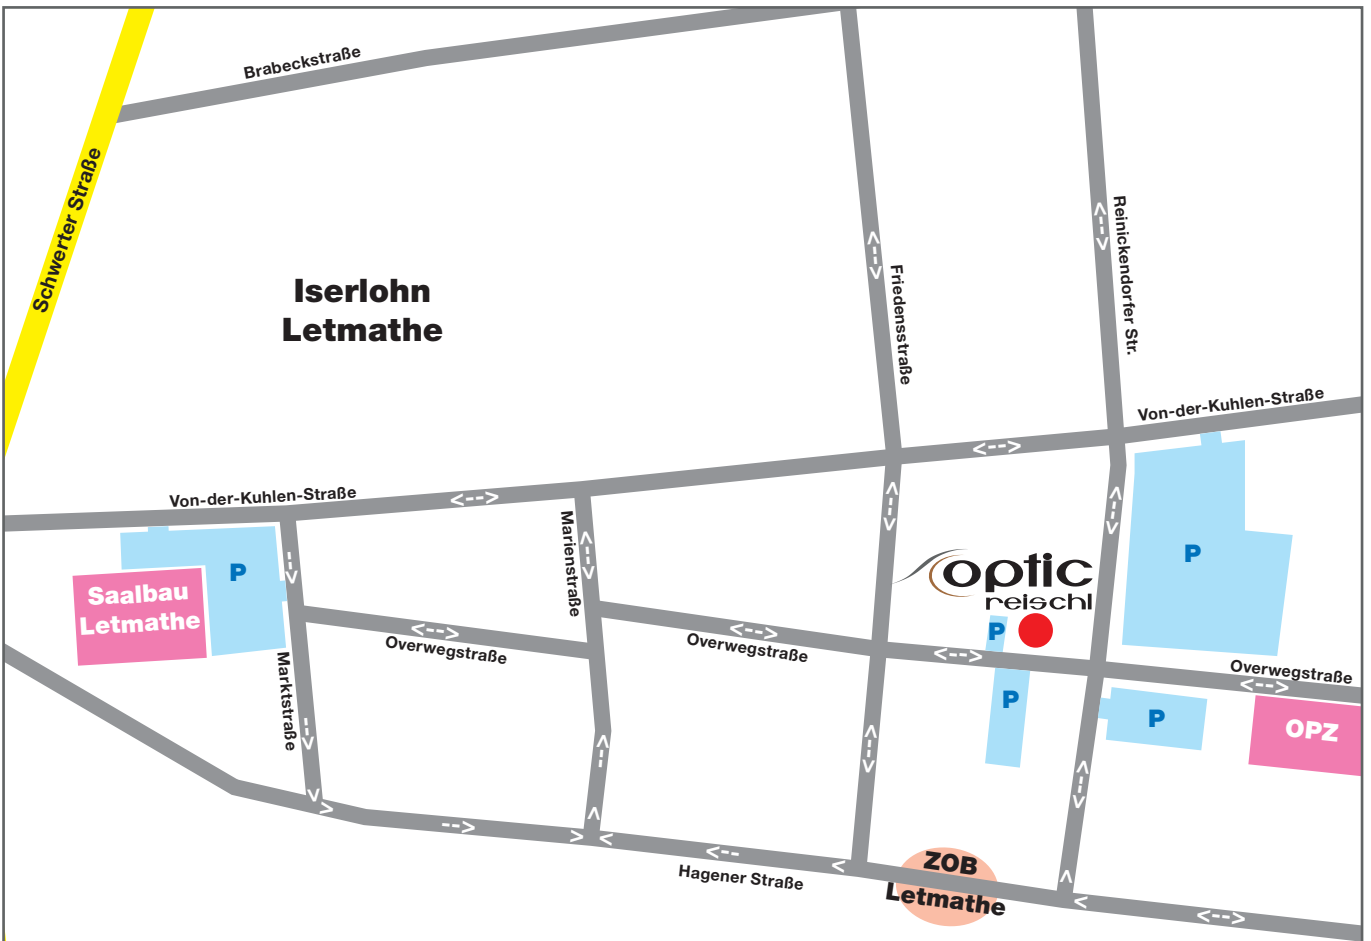 Brabeckstraße
Schwerter Straße
Iserlohn
Letmathe
Friedensstraße
Reinickendorfer Str.
Von-der-Kuhlen-Straße
Von-der-Kuhlen-Straße
Marienstraße
optic
reischl
P
P
Saalbau
Letmathe
P
Overwegstraße
Overwegstraße
Overwegstraße
Marktstraße
P
P
OPZ
Hagener Straße
ZOB
Letmathe